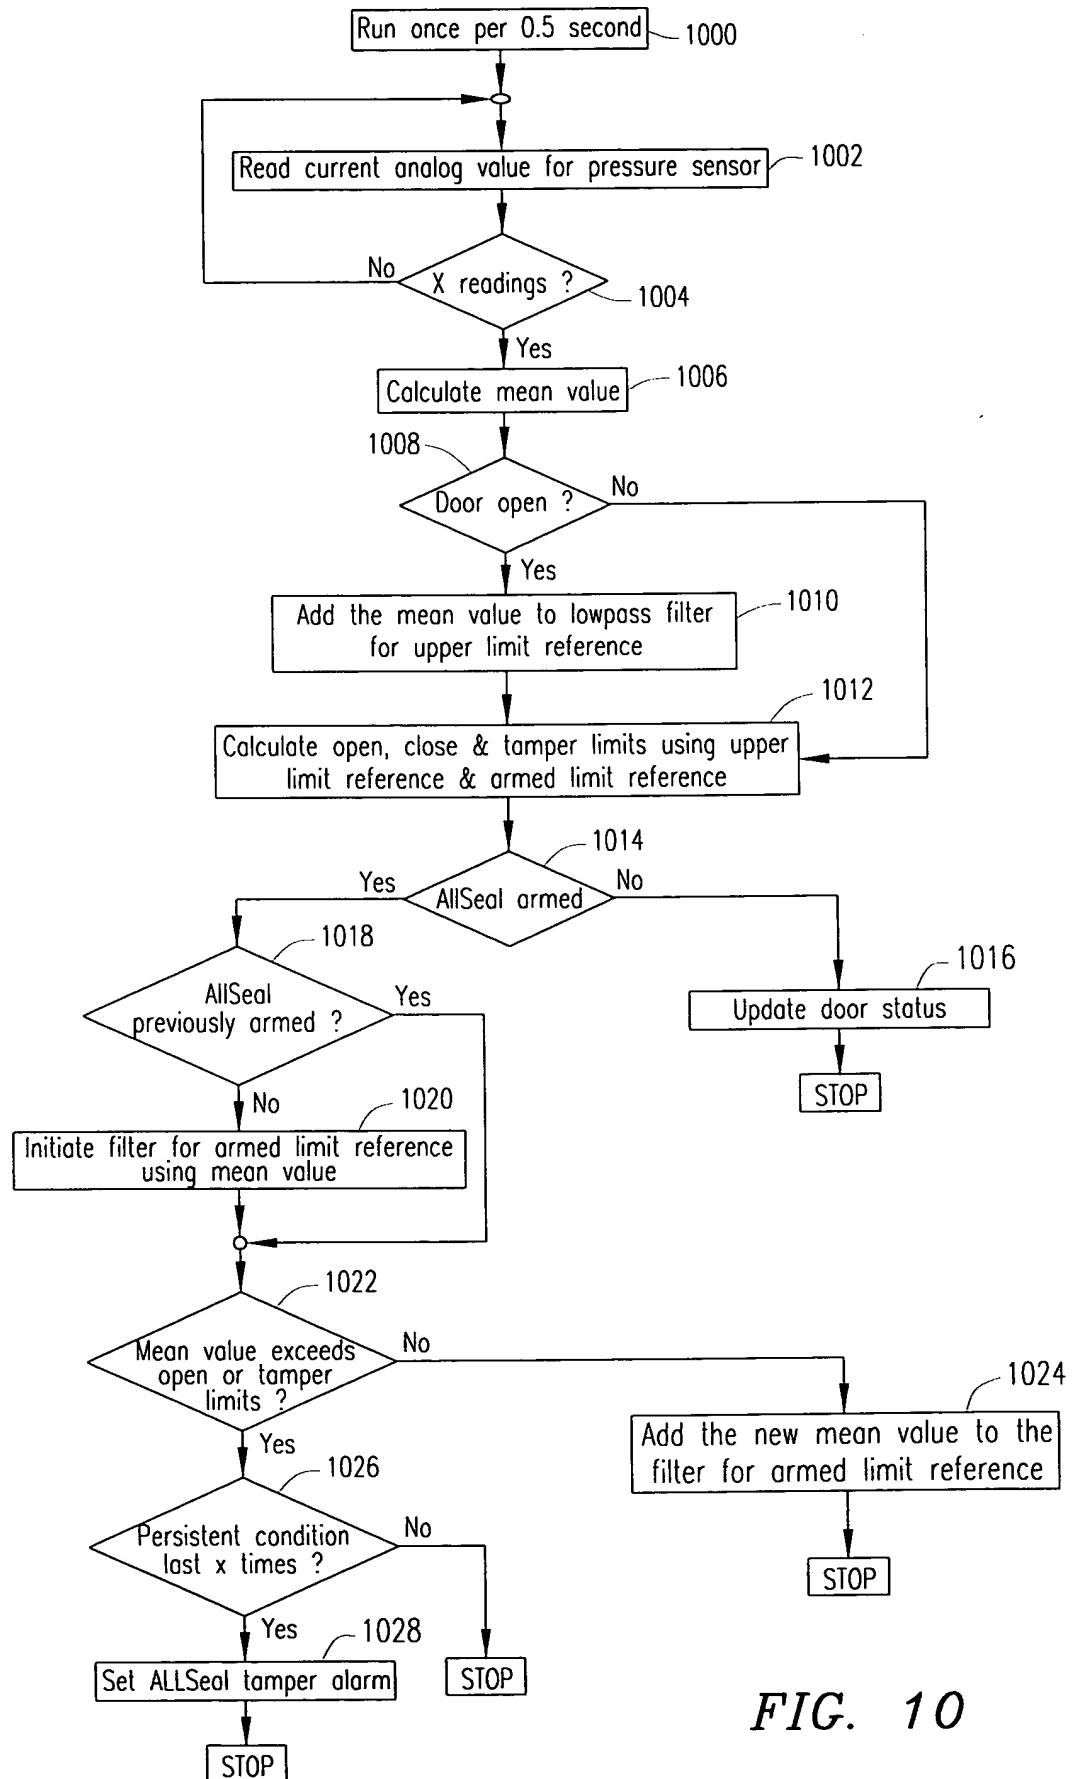 Run once per 0.5 second
1000
Read current analog value for pressure sensor
1002
No
X readings ?
1004
Yes
Calculate mean value
1006
1008
Door open ?
No
Yes
Add the mean value to lowpass filter
for upper limit reference
1010
1012
Calculate open, close & tamper limits using upper
limit reference & armed limit reference
1014
Yes
AllSeal armed
No
1018
AllSeal
previously armed ?
Yes
1016
Update door status
STOP
No
1020
Initiate filter for armed limit reference
using mean value
1022
Mean value exceeds
open or tamper
limits ?
No
1024
Add the new mean value to the
filter for armed limit reference
STOP
Yes
1026
Persistent condition
last x times ?
No
STOP
Yes
1028
Set ALLSeal tamper alarm
STOP
FIG. 10